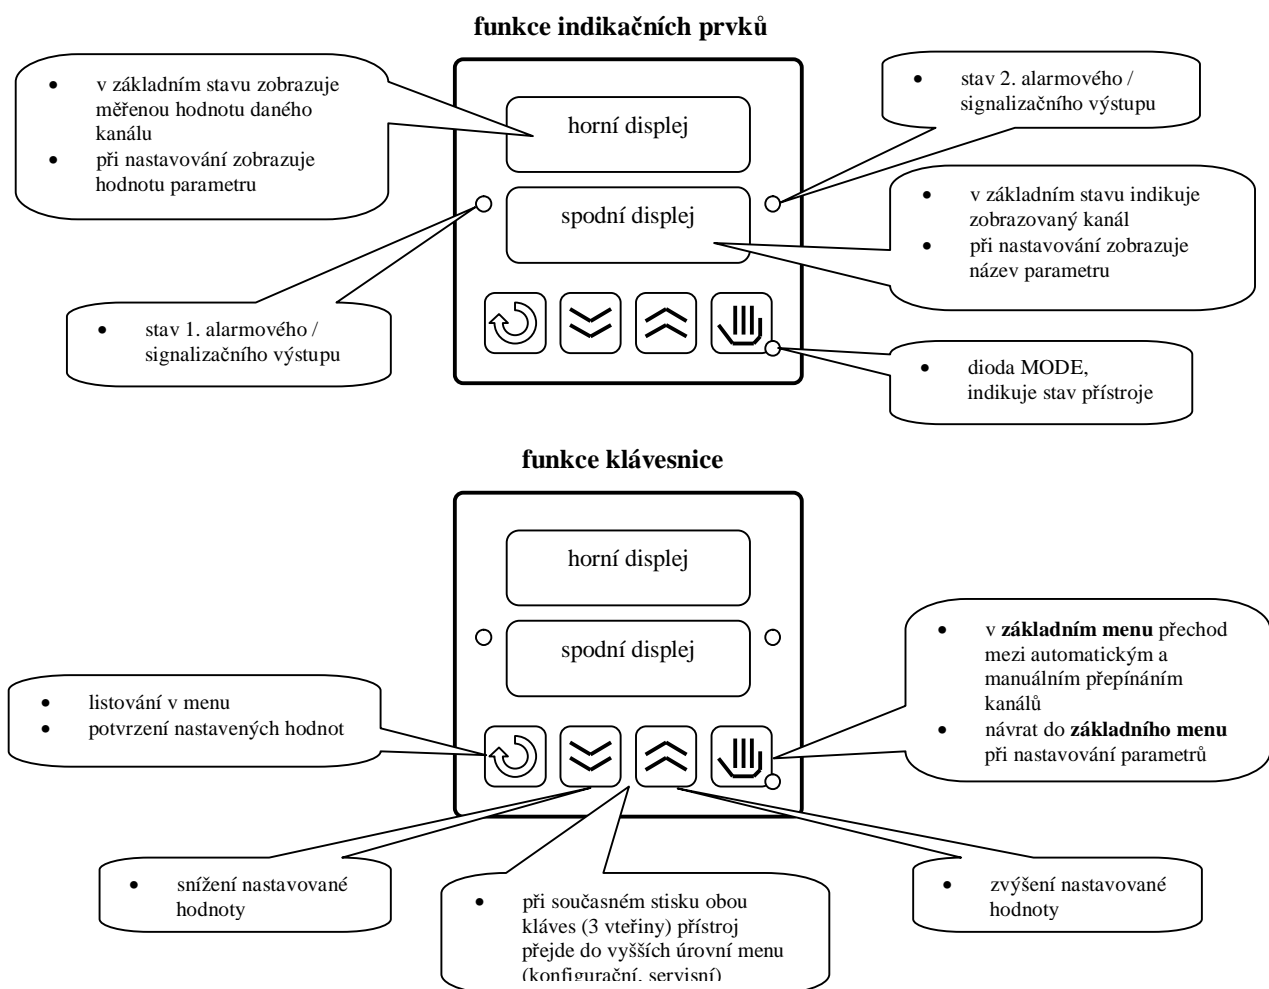 funkce indikačních prvků
• v základním stavu zobrazuje
měřenou hodnotu daného
kanálu
• při nastavování zobrazuje
hodnotu parametru
horní displej
• stav 2. alarmového /
signalizačního výstupu
spodní displej
• v základním stavu indikuje
zobrazovaný kanál
• při nastavování zobrazuje
název parametru
• stav 1. alarmového /
signalizačního výstupu
• dioda MODE,
indikuje stav přístroje
funkce klávesnice
horní displej
spodní displej
• v základním menu přechod
mezi automatickým a
manuálním přepínáním
kanálů
• návrat do základního menu
při nastavování parametrů
• listování v menu
• potvrzení nastavených hodnot
• snížení nastavované
hodnoty
• při současném stisku obou
kláves (3 vteřiny) přístroj
přejde do vyšších úrovní menu
(konfigurační, servisní)
• zvýšení nastavované
hodnoty